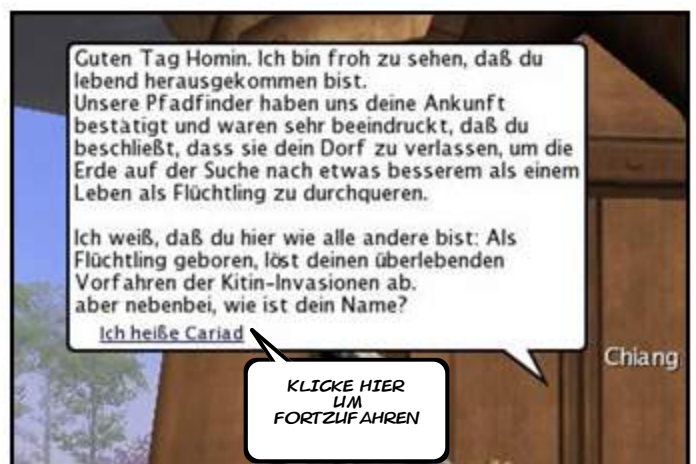 Guten Tag Homin. Ich bin froh zu sehen, daß du
lebend herausgekommen bist.
Unsere Pfadfinder haben uns deine Ankunft
bestätigt und waren sehr beeindruckt, daß du
beschließt, dass sie dein Dorf zu verlassen, um die
Erde auf der Suche nach etwas besserem als einem
Leben als Flüchtling zu durchqueren.
Ich weiß, daß du hier wie alle andere bist: Als
Flüchtling geboren, löst deinen überlebenden
Vorfahren der Kitin-Invasionen ab.
aber nebenbei, wie ist dein Name?
Ich heiße Cariad
Chiang
KLICKE HIER
UM
FORTZUFAHREN